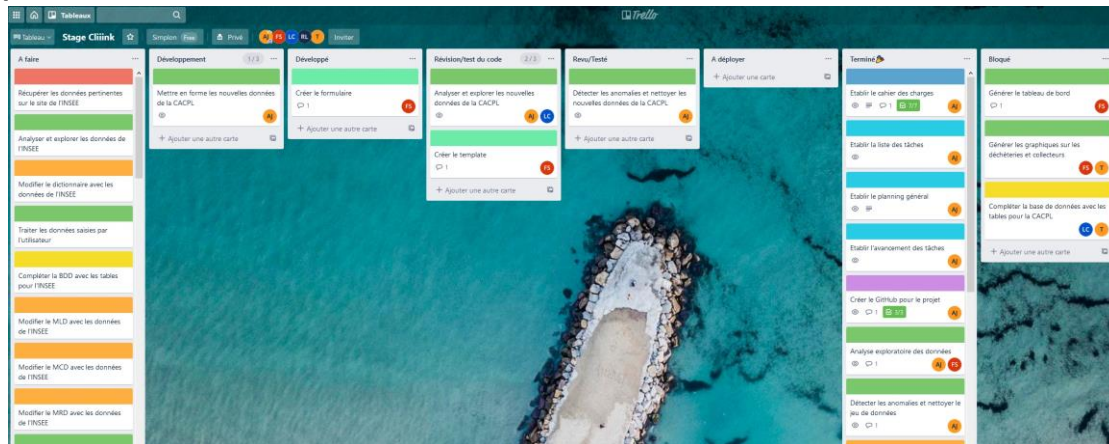 Tableaux
Trello
Tableau
Stage Cliiink
Simplon Free
Privé
AJ FS LC RL T
Inviter
A faire
Récupérer les données pertinentes
sur le site de l'INSEE
Analyser et explorer les données de
l'INSEE
Modifier le dictionnaire avec les
données de l'INSEE
Traiter les données saisies par
l'utilisateur
Compléter la BDD avec les tables
pour l'INSEE
Modifier le MLD avec les données
de l'INSEE
Modifier le MCD avec les données
de l'INSEE
Modifier le MRD avec les données
de l'INSEE
Développement 1/3
Mettre en forme les nouvelles données
de la CACPL
AJ
+ Ajouter une autre carte
Développé
Créer le formulaire
1 FS
+ Ajouter une autre carte
Révision/test du code 2/3
Analyser et explorer les nouvelles
données de la CACPL
AJ LC
Créer le template
1 FS
+ Ajouter une autre carte
Revu/Testé
Détecter les anomalies et nettoyer les
nouvelles données de la CACPL
AJ
+ Ajouter une autre carte
A déployer
+ Ajouter une carte
Terminé
Etablir le cahier des charges
1 AJ
Etablir la liste des tâches
AJ
Etablir le planning général
AJ
Etablir l'avancement des tâches
AJ
Créer le GitHub pour le projet
1 3/3 AJ
Analyse exploratoire des données
1 AJ FS
Détecter les anomalies et nettoyer le
jeu de données
1 AJ
Bloqué
Générer le tableau de bord
1 FS
Générer les graphiques sur les
déchèteries et collecteurs
FS T
Compléter la base de données avec les
tables pour la CACPL
LC T
+ Ajouter une autre carte